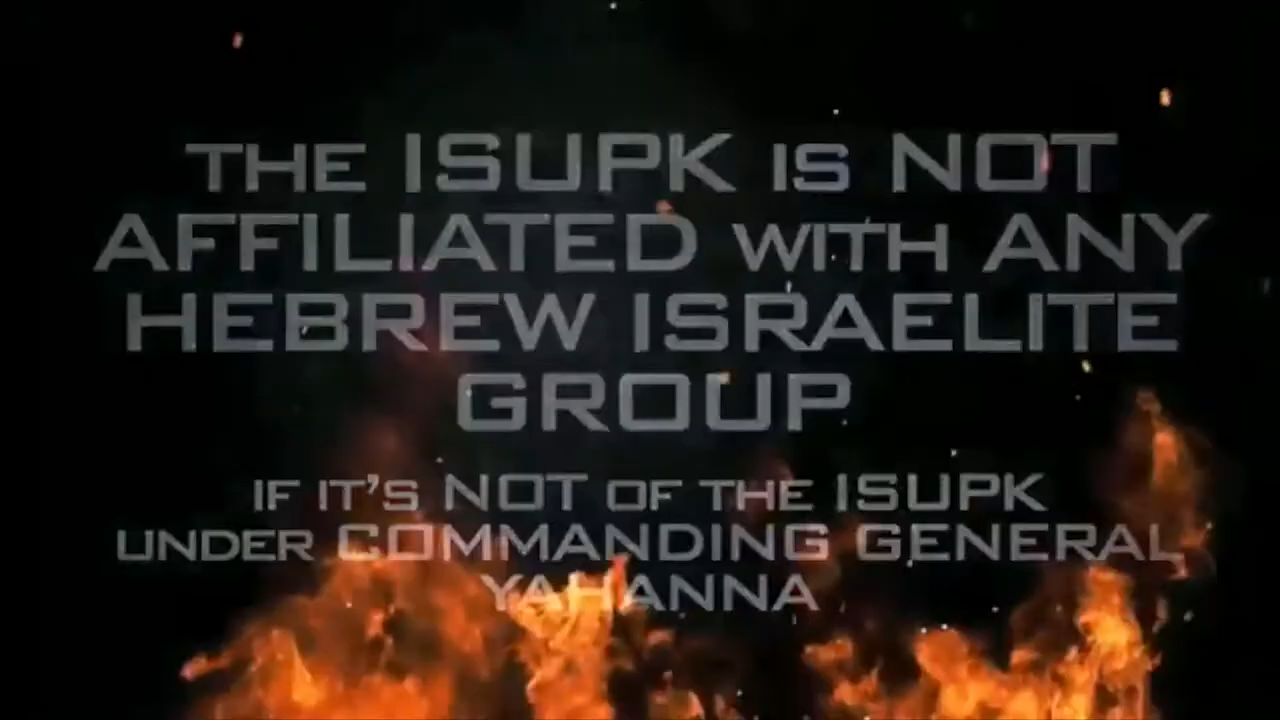 THE ISUPK IS NOT
AFFILIATED WITH ANY
HEBREW ISRAELITE
GROUP
IF IT'S NOT OF THE ISUPK
UNDER COMMANDING GENERAL
YAHANNA